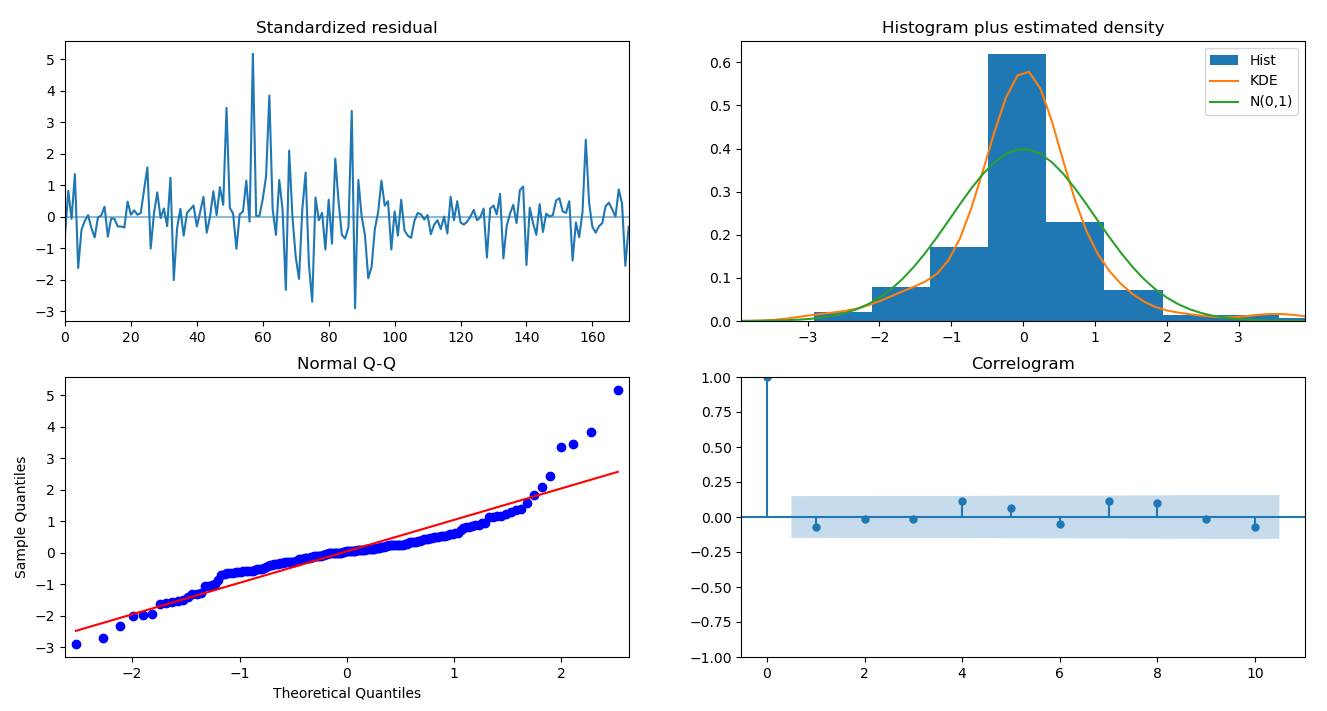 Standardized residual
5
4
3
2
1
0
−1
−2
−3
0 20 40 60 80 100 120 140 160
Histogram plus estimated density
Hist
KDE
N(0,1)
0.6
0.5
0.4
0.3
0.2
0.1
0.0
−3 −2 −1 0 1 2 3
Normal Q-Q
Sample Quantiles
5
4
3
2
1
0
−1
−2
−3
−2 −1 0 1 2
Theoretical Quantiles
Correlogram
1.00
0.75
0.50
0.25
0.00
−0.25
−0.50
−0.75
−1.00
0 2 4 6 8 10